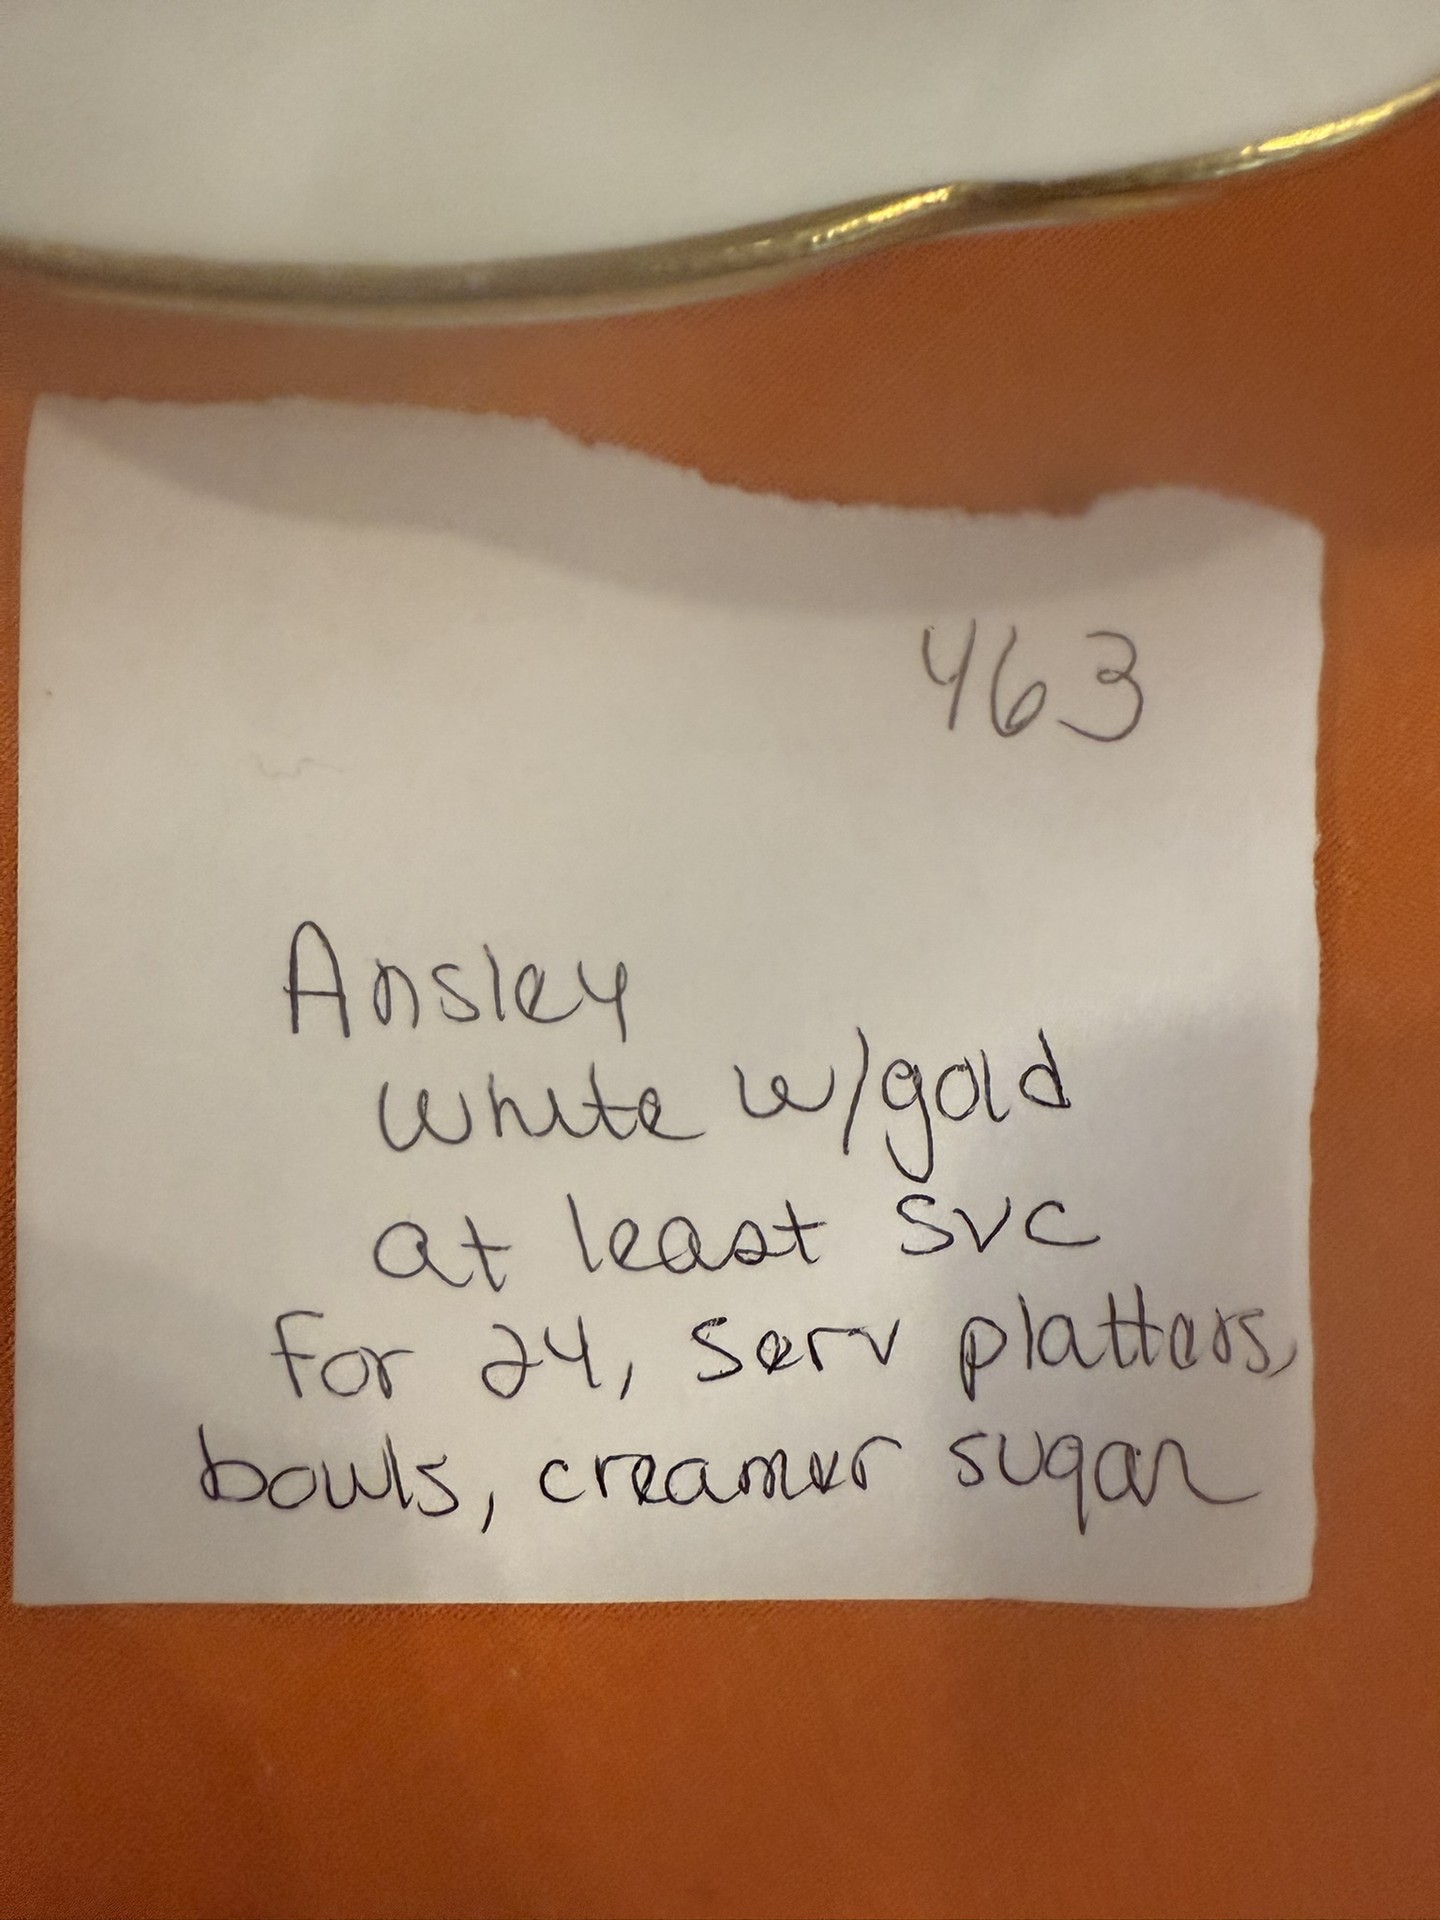 463
Ansley
white w/gold
at least svc
for 24, serv platters,
bowls, creamer sugar